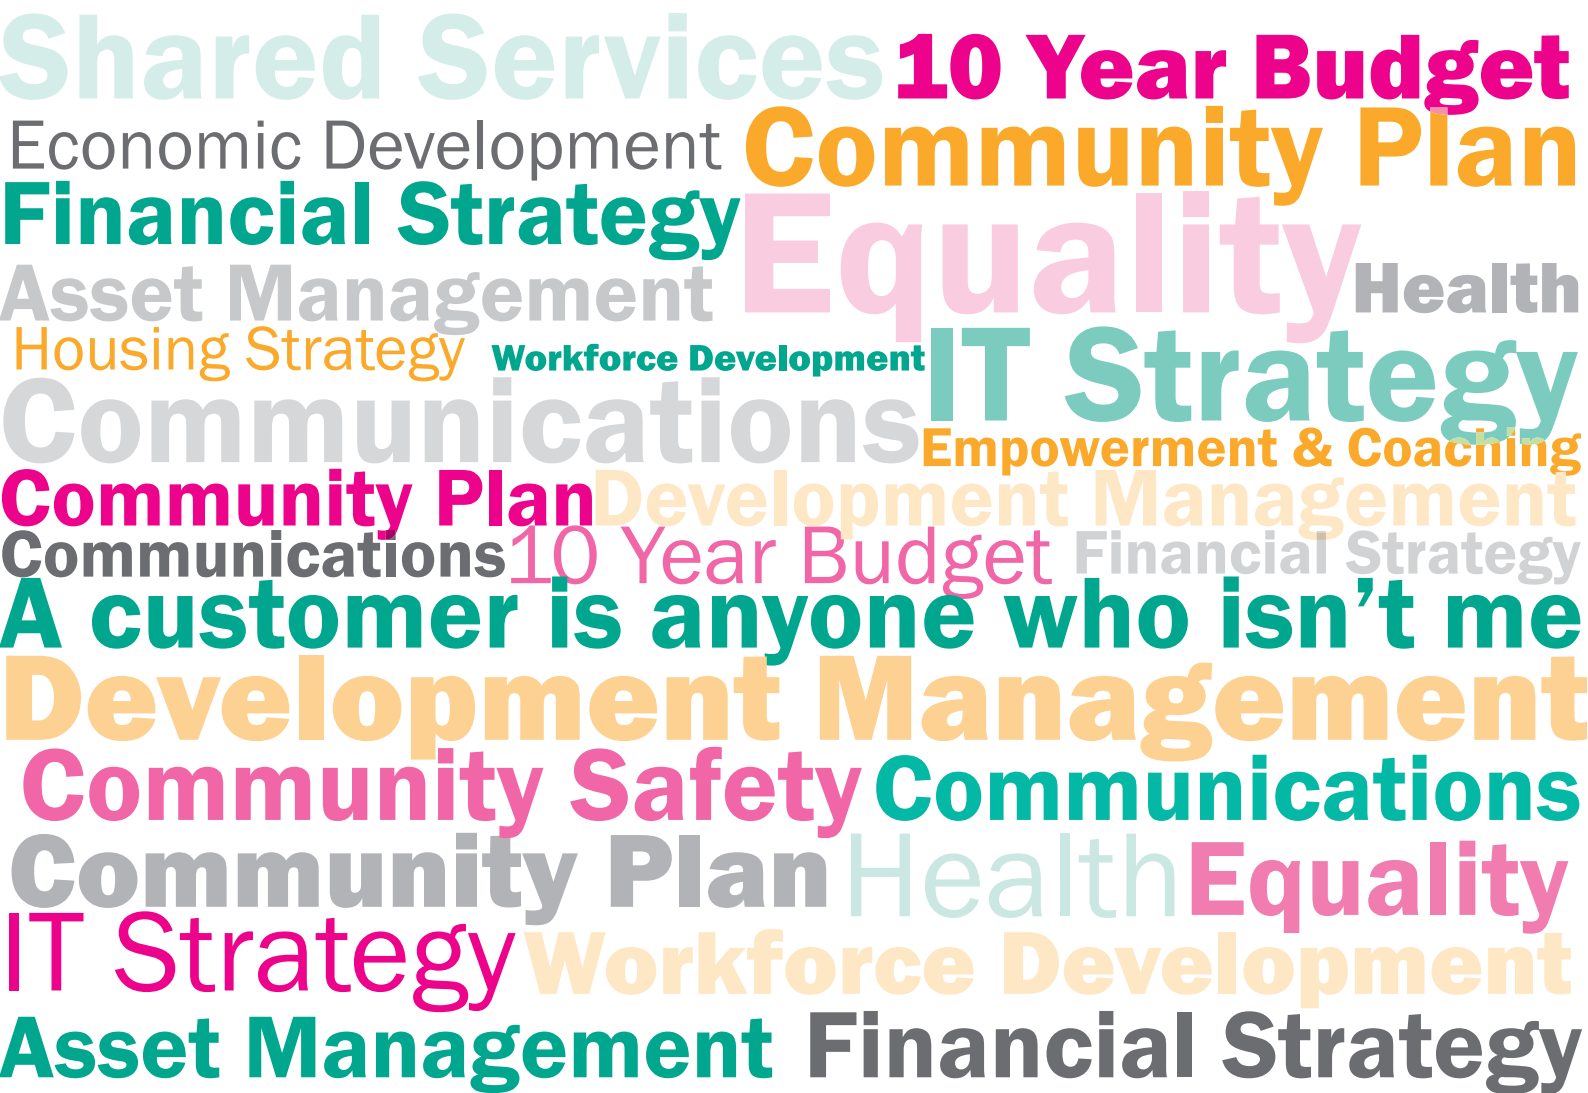 Shared Services 10 Year Budget
Economic Development Community Plan
Financial Strategy Equality
Asset Management Health
Housing Strategy Workforce Development IT Strategy
Communications Empowerment & Coaching
Community Plan Development Management
Communications 10 Year Budget Financial Strategy
A customer is anyone who isn’t me
Development Management
Community Safety Communications
Community Plan Health Equality
IT Strategy Workforce Development
Asset Management Financial Strategy